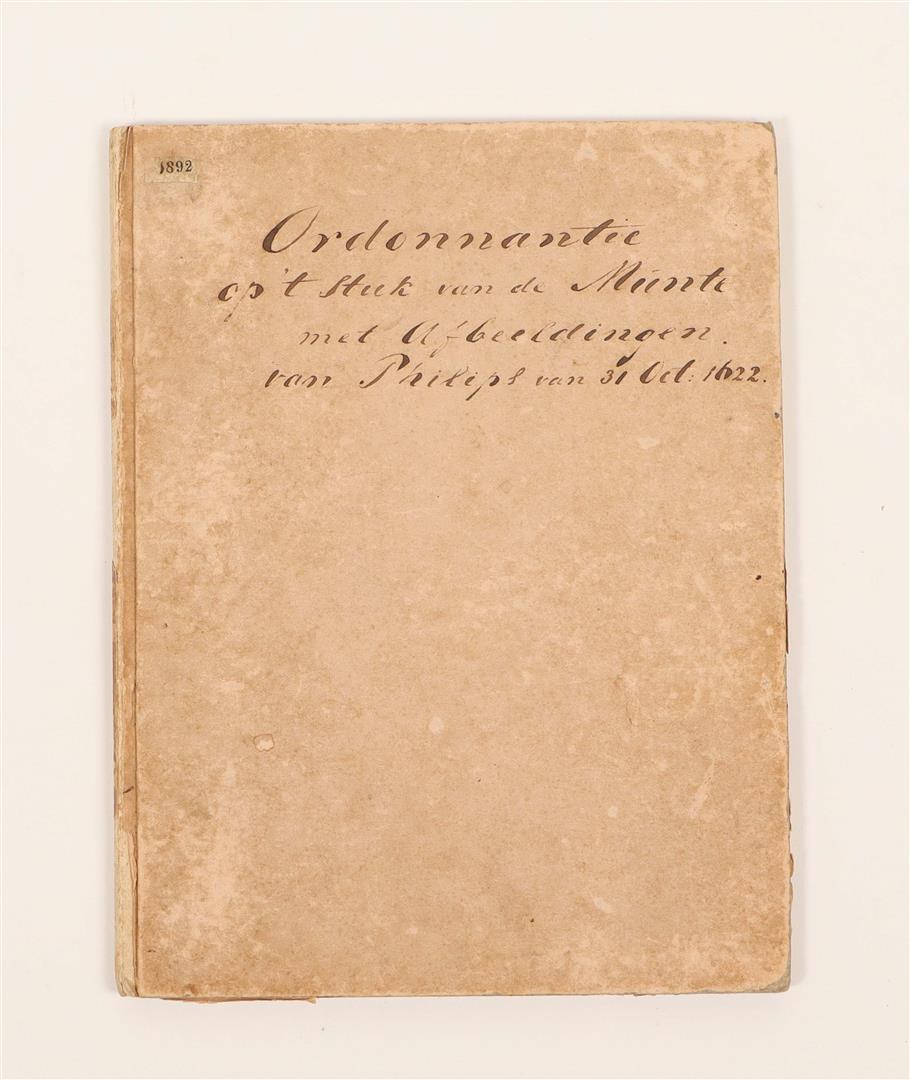 1892
Ordonnantie
op't Stuk van de Munte
met Afbeeldingen.
van Philips van 31 Oct: 1622.